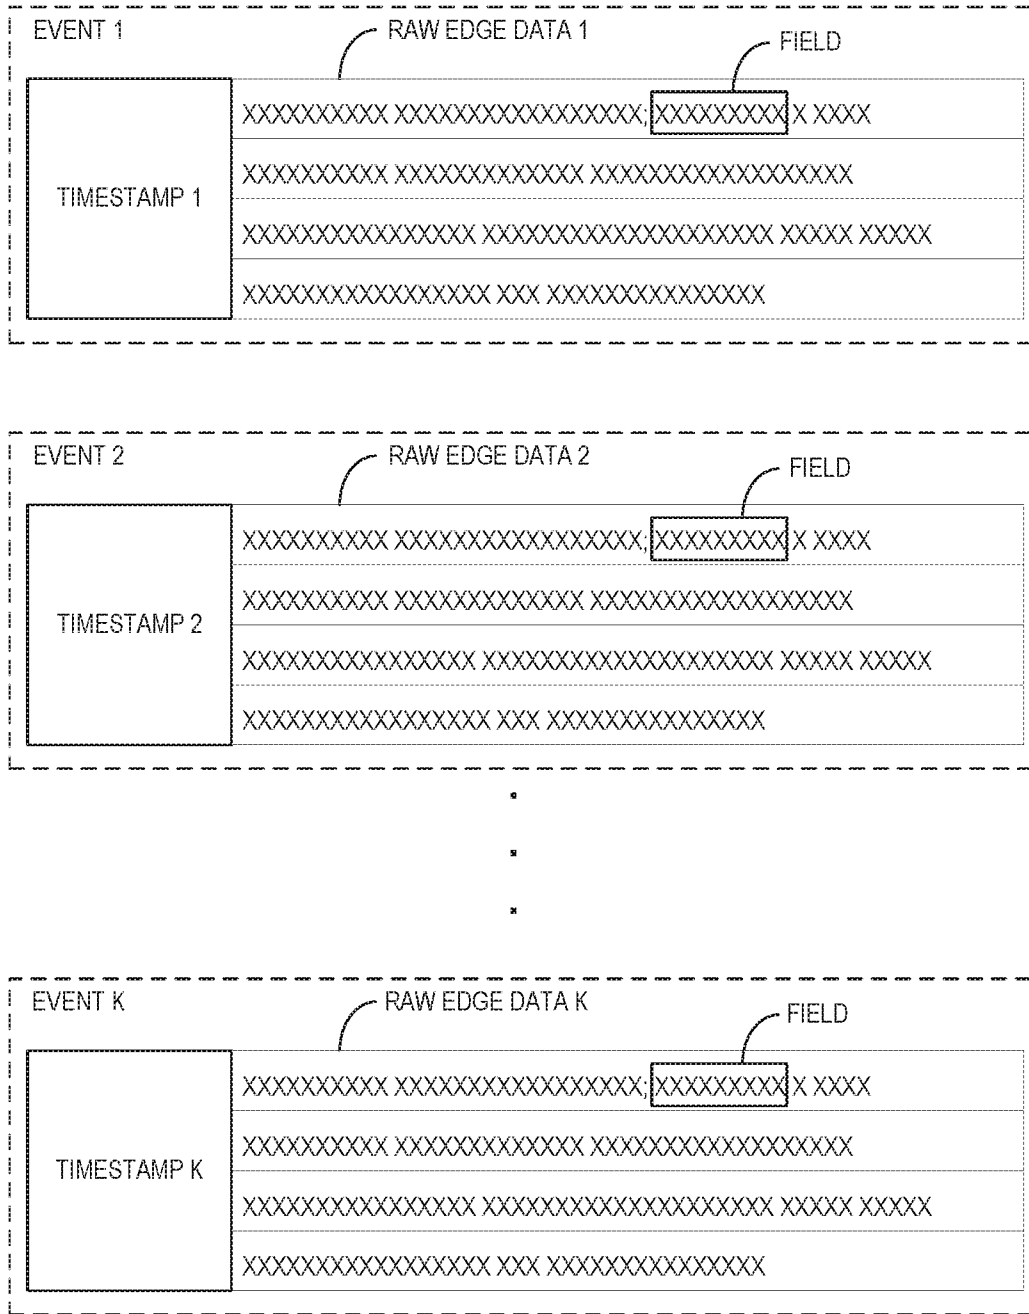 EVENT 1
RAW EDGE DATA 1
FIELD
XXXXXXXXXX XXXXXXXXXXXXXXXXX; XXXXXXXXX X XXXX
TIMESTAMP 1
XXXXXXXXXX XXXXXXXXXXXXX XXXXXXXXXXXXXXXXXX
XXXXXXXXXXXXXXXX XXXXXXXXXXXXXXXXXXXX XXXXX XXXXX
XXXXXXXXXXXXXXXXX XXX XXXXXXXXXXXXXXX
EVENT 2
RAW EDGE DATA 2
FIELD
XXXXXXXXXX XXXXXXXXXXXXXXXXX; XXXXXXXXX X XXXX
TIMESTAMP 2
XXXXXXXXXX XXXXXXXXXXXXX XXXXXXXXXXXXXXXXXX
XXXXXXXXXXXXXXXX XXXXXXXXXXXXXXXXXXXX XXXXX XXXXX
XXXXXXXXXXXXXXXXX XXX XXXXXXXXXXXXXXX
EVENT K
RAW EDGE DATA K
FIELD
XXXXXXXXXX XXXXXXXXXXXXXXXXX; XXXXXXXXX X XXXX
TIMESTAMP K
XXXXXXXXXX XXXXXXXXXXXXX XXXXXXXXXXXXXXXXXX
XXXXXXXXXXXXXXXX XXXXXXXXXXXXXXXXXXXX XXXXX XXXXX
XXXXXXXXXXXXXXXXX XXX XXXXXXXXXXXXXXX